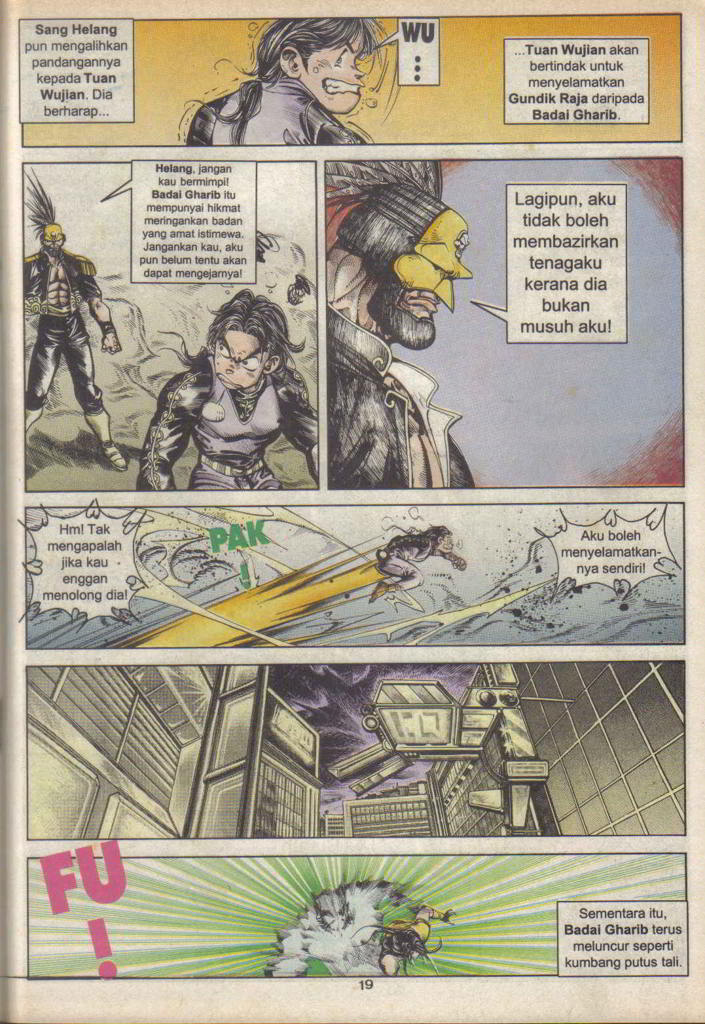 Sang Helang
pun mengalihkan
pandangannya
kepada Tuan
Wujian. Dia
berharap...
WU
...
...Tuan Wujian akan
bertindak untuk
menyelamatkan
Gundik Raja daripada
Badai Gharib.
Helang, jangan
kau bermimpi!
Badai Gharib itu
mempunyai hikmat
meringankan badan
yang amat istimewa.
Jangankan kau, aku
pun belum tentu akan
dapat mengejarnya!
Lagipun, aku
tidak boleh
membazirkan
tenagaku
kerana dia
bukan
musuh aku!
Hm! Tak
mengapalah
jika kau
enggan
menolong dia!
PAK
!
Aku boleh
menyelamatkan-
nya sendiri!
FU
!
Sementara itu,
Badai Gharib terus
meluncur seperti
kumbang putus tali.
19